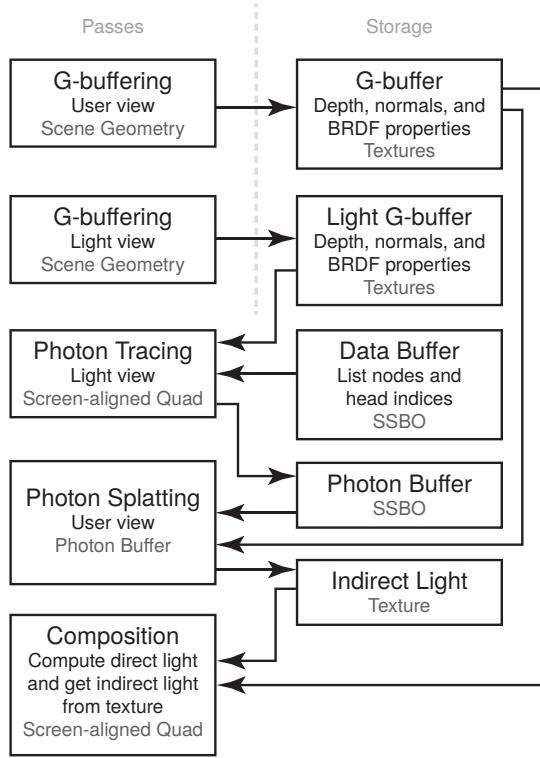 Passes
Storage
G-buffering
User view
Scene Geometry
G-buffer
Depth, normals, and
BRDF properties
Textures
G-buffering
Light view
Scene Geometry
Light G-buffer
Depth, normals, and
BRDF properties
Textures
Photon Tracing
Light view
Screen-aligned Quad
Data Buffer
List nodes and
head indices
SSBO
Photon Buffer
SSBO
Photon Splatting
User view
Photon Buffer
Indirect Light
Texture
Composition
Compute direct light
and get indirect light
from texture
Screen-aligned Quad